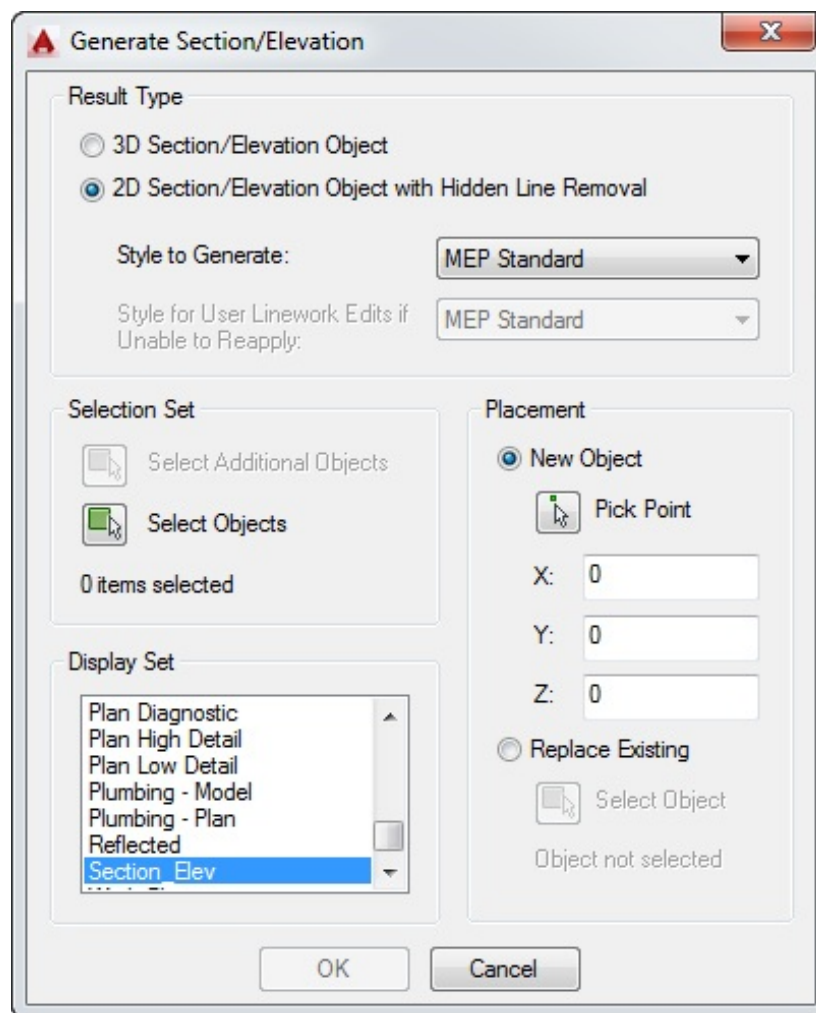 Generate Section/Elevation
Result Type
3D Section/Elevation Object
2D Section/Elevation Object with Hidden Line Removal
Style to Generate:
MEP Standard
Style for User Linework Edits if
Unable to Reapply:
MEP Standard
Selection Set
Select Additional Objects
Select Objects
0 items selected
Display Set
Plan Diagnostic
Plan High Detail
Plan Low Detail
Plumbing - Model
Plumbing - Plan
Reflected
Section_Elev
Placement
New Object
Pick Point
X: 0
Y: 0
Z: 0
Replace Existing
Select Object
Object not selected
OK
Cancel